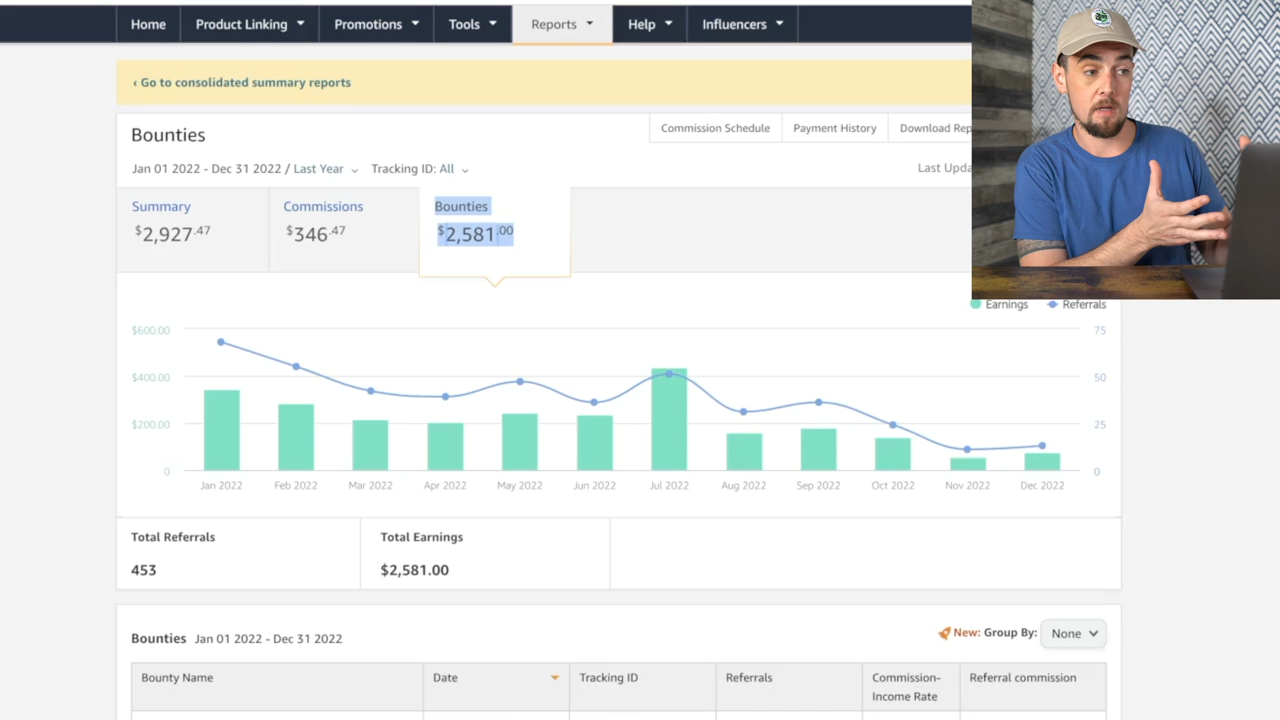 Home Product Linking Promotions Tools Reports Help Influencers
‹ Go to consolidated summary reports
Bounties
Commission Schedule Payment History Download Rep
Jan 01 2022 - Dec 31 2022 / Last Year Tracking ID: All
Last Upda
Summary Commissions Bounties
$2,927.47 $346.47 $2,581.00
Earnings Referrals
$600.00 75
$400.00 50
$200.00 25
0 0
Jan 2022 Feb 2022 Mar 2022 Apr 2022 May 2022 Jun 2022 Jul 2022 Aug 2022 Sep 2022 Oct 2022 Nov 2022 Dec 2022
Total Referrals Total Earnings
453 $2,581.00
Bounties Jan 01 2022 - Dec 31 2022
New: Group By: None
Bounty Name Date Tracking ID Referrals Commission-
Income Rate Referral commission